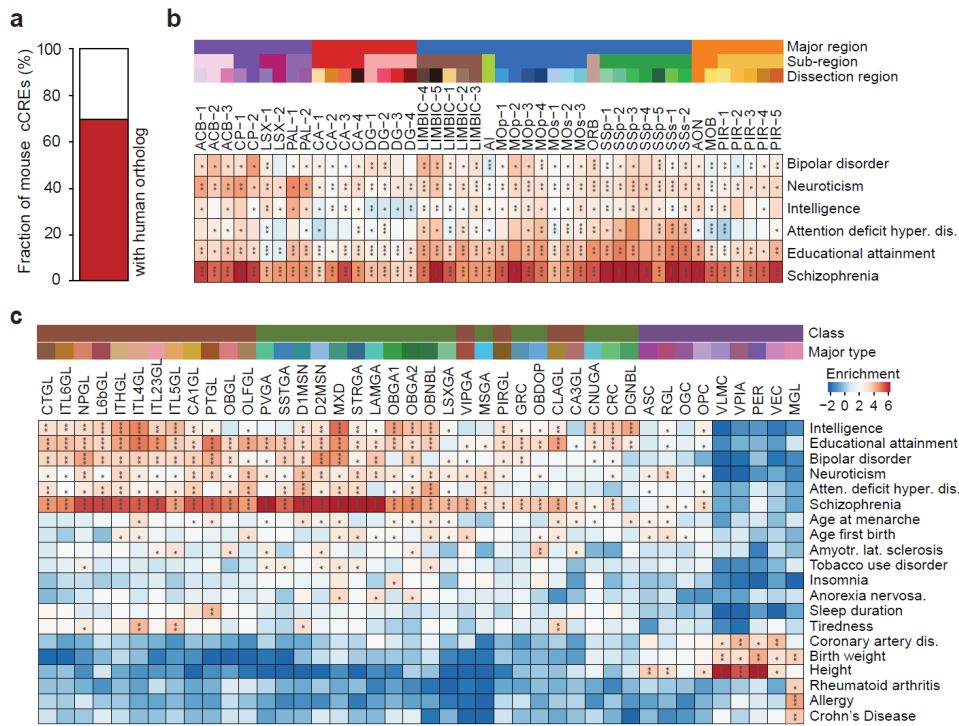 a
Fraction of mouse cCREs (%)
with human ortholog
100
80
60
40
20
0
b
Major region
Sub-region
Dissection region
ACB-1
ACB-2
ACB-3
CP-1
CP-2
LSX-1
LSX-2
PAL-1
PAL-2
CA-1
CA-2
CA-3
CA-4
DG-1
DG-2
DG-3
DG-4
LIMBIC-4
LIMBIC-5
LIMBIC-1
LIMBIC-2
LIMBIC-3
AI
MOp-1
MOp-2
MOp-3
MOp-4
MOs-1
MOs-2
MOs-3
ORB
SSp-1
SSp-2
SSp-3
SSp-4
SSp-5
SSs-1
SSs-2
AON
MOB
PIR-1
PIR-2
PIR-3
PIR-4
PIR-5
Bipolar disorder
Neuroticism
Intelligence
Attention deficit hyper. dis.
Educational attainment
Schizophrenia
c
Class
Major type
CTGL
ITL6GL
NPGL
L6bGL
ITHGL
ITL4GL
ITL23GL
ITL5GL
CA1GL
PTGL
OBGL
OLFGL
PVGA
SSTGA
D1MSN
D2MSN
MXD
STRGA
LAMGA
OBGA1
OBGA2
OBNBL
LSXGA
VIPGA
MSGA
PIRGL
GRC
OBDOP
CLAGL
CA3GL
CNUGA
CRC
DGNBL
ASC
RGL
OGC
OPC
VLMC
VPIA
PER
VEC
MGL
Enrichment
−2 0 2 4 6
Intelligence
Educational attainment
Bipolar disorder
Neuroticism
Atten. deficit hyper. dis.
Schizophrenia
Age at menarche
Age first birth
Amyotr. lat. sclerosis
Tobacco use disorder
Insomnia
Anorexia nervosa.
Sleep duration
Tiredness
Coronary artery dis.
Birth weight
Height
Rheumatoid arthritis
Allergy
Crohn's Disease